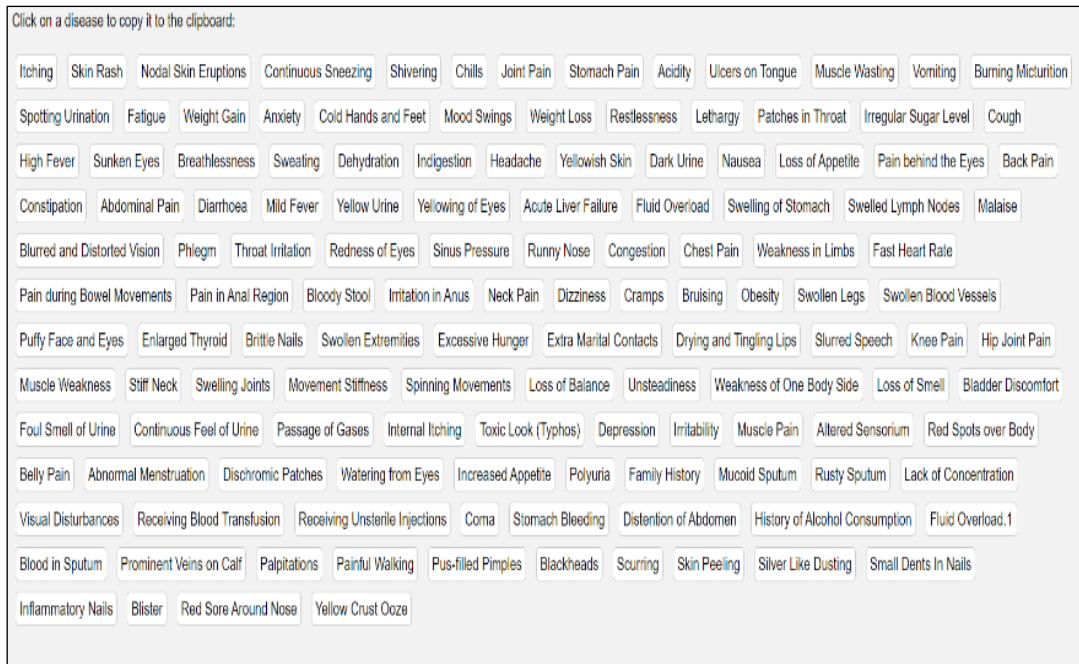 Click on a disease to copy it to the clipboard:
Itching Skin Rash Nodal Skin Eruptions Continuous Sneezing Shivering Chills Joint Pain Stomach Pain Acidity Ulcers on Tongue Muscle Wasting Vomiting Burning Micturition
Spotting Urination Fatigue Weight Gain Anxiety Cold Hands and Feet Mood Swings Weight Loss Restlessness Lethargy Patches in Throat Irregular Sugar Level Cough
High Fever Sunken Eyes Breathlessness Sweating Dehydration Indigestion Headache Yellowish Skin Dark Urine Nausea Loss of Appetite Pain behind the Eyes Back Pain
Constipation Abdominal Pain Diarrhoea Mild Fever Yellow Urine Yellowing of Eyes Acute Liver Failure Fluid Overload Swelling of Stomach Swelled Lymph Nodes Malaise
Blurred and Distorted Vision Phlegm Throat Irritation Redness of Eyes Sinus Pressure Runny Nose Congestion Chest Pain Weakness in Limbs Fast Heart Rate
Pain during Bowel Movements Pain in Anal Region Bloody Stool Irritation in Anus Neck Pain Dizziness Cramps Bruising Obesity Swollen Legs Swollen Blood Vessels
Puffy Face and Eyes Enlarged Thyroid Brittle Nails Swollen Extremities Excessive Hunger Extra Marital Contacts Drying and Tingling Lips Slurred Speech Knee Pain Hip Joint Pain
Muscle Weakness Stiff Neck Swelling Joints Movement Stiffness Spinning Movements Loss of Balance Unsteadiness Weakness of One Body Side Loss of Smell Bladder Discomfort
Foul Smell of Urine Continuous Feel of Urine Passage of Gases Internal Itching Toxic Look (Typhos) Depression Irritability Muscle Pain Altered Sensorium Red Spots over Body
Belly Pain Abnormal Menstruation Dischromic Patches Watering from Eyes Increased Appetite Polyuria Family History Mucoid Sputum Rusty Sputum Lack of Concentration
Visual Disturbances Receiving Blood Transfusion Receiving Unsterile Injections Coma Stomach Bleeding Distention of Abdomen History of Alcohol Consumption Fluid Overload.1
Blood in Sputum Prominent Veins on Calf Palpitations Painful Walking Pus-filled Pimples Blackheads Scurring Skin Peeling Silver Like Dusting Small Dents In Nails
Inflammatory Nails Blister Red Sore Around Nose Yellow Crust Ooze